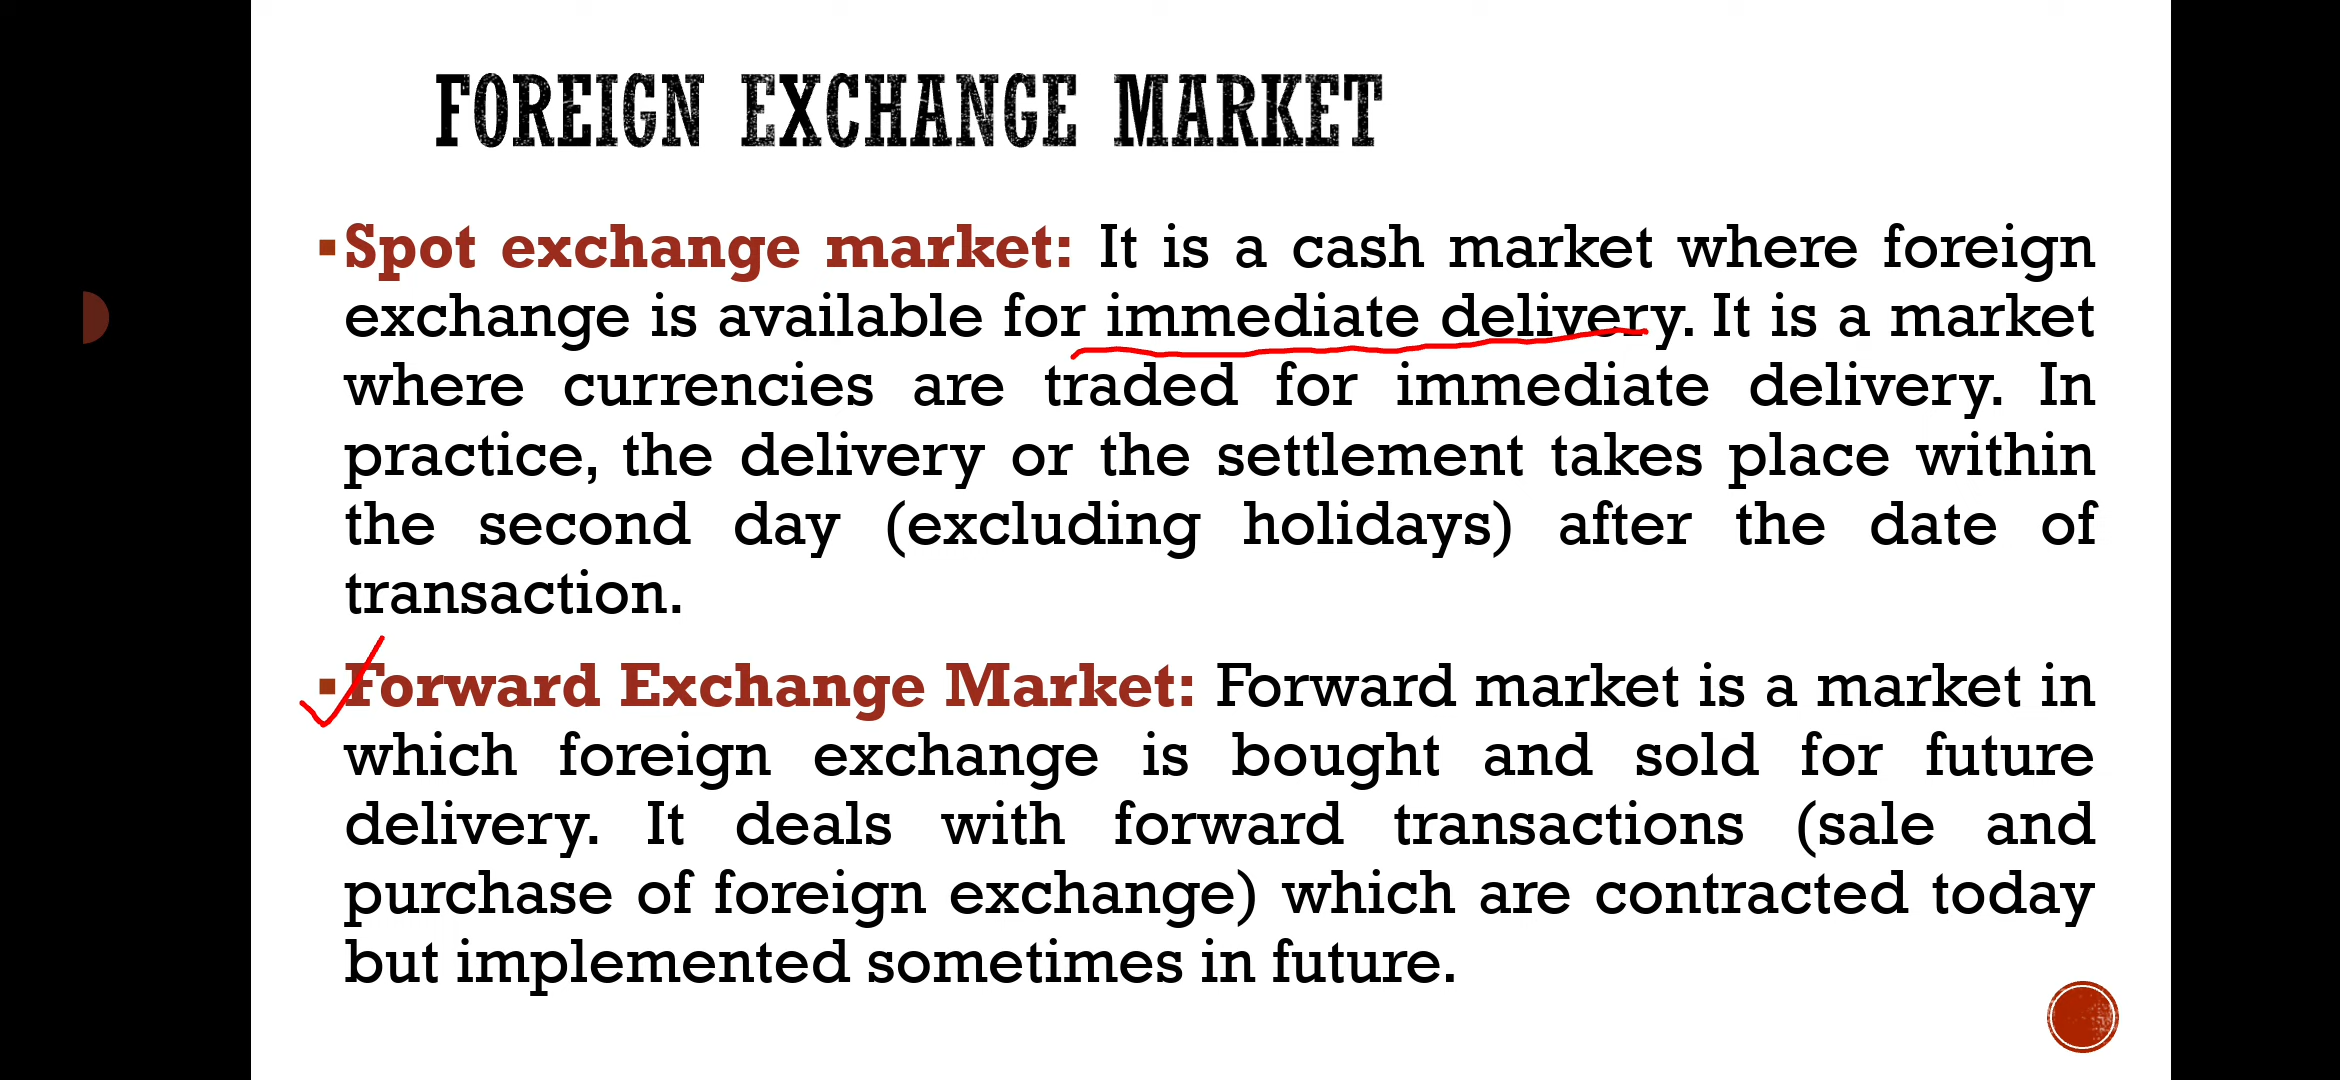 FOREIGN EXCHANGE MARKET
▪Spot exchange market: It is a cash market where foreign
exchange is available for immediate delivery. It is a market
where currencies are traded for immediate delivery. In
practice, the delivery or the settlement takes place within
the second day (excluding holidays) after the date of
transaction.
▪Forward Exchange Market: Forward market is a market in
which foreign exchange is bought and sold for future
delivery. It deals with forward transactions (sale and
purchase of foreign exchange) which are contracted today
but implemented sometimes in future.